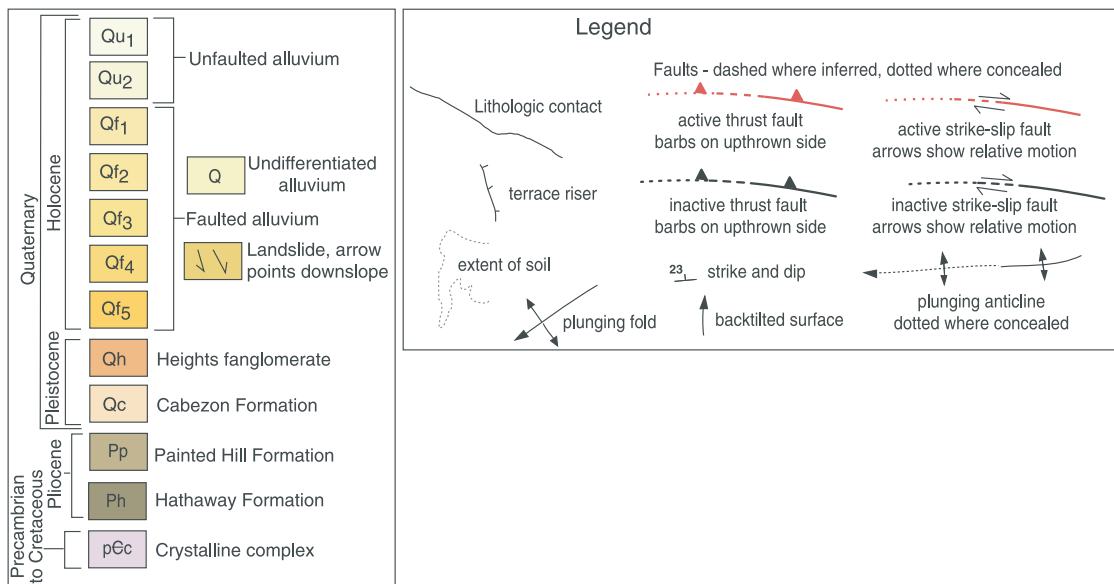 Quaternary
Holocene
Qu1
Qu2
Unfaulted alluvium
Qf1
Qf2
Qf3
Qf4
Qf5
Faulted alluvium
Q
Undifferentiated
alluvium
Landslide, arrow
points downslope
Pleistocene
Qh
Heights fanglomerate
Qc
Cabezon Formation
Pliocene
Pp
Painted Hill Formation
Ph
Hathaway Formation
Precambrian
to Cretaceous
pЄc
Crystalline complex
Legend
Lithologic contact
terrace riser
extent of soil
plunging fold
Faults - dashed where inferred, dotted where concealed
active thrust fault
barbs on upthrown side
active strike-slip fault
arrows show relative motion
inactive thrust fault
barbs on upthrown side
inactive strike-slip fault
arrows show relative motion
23 strike and dip
backtilted surface
plunging anticline
dotted where concealed